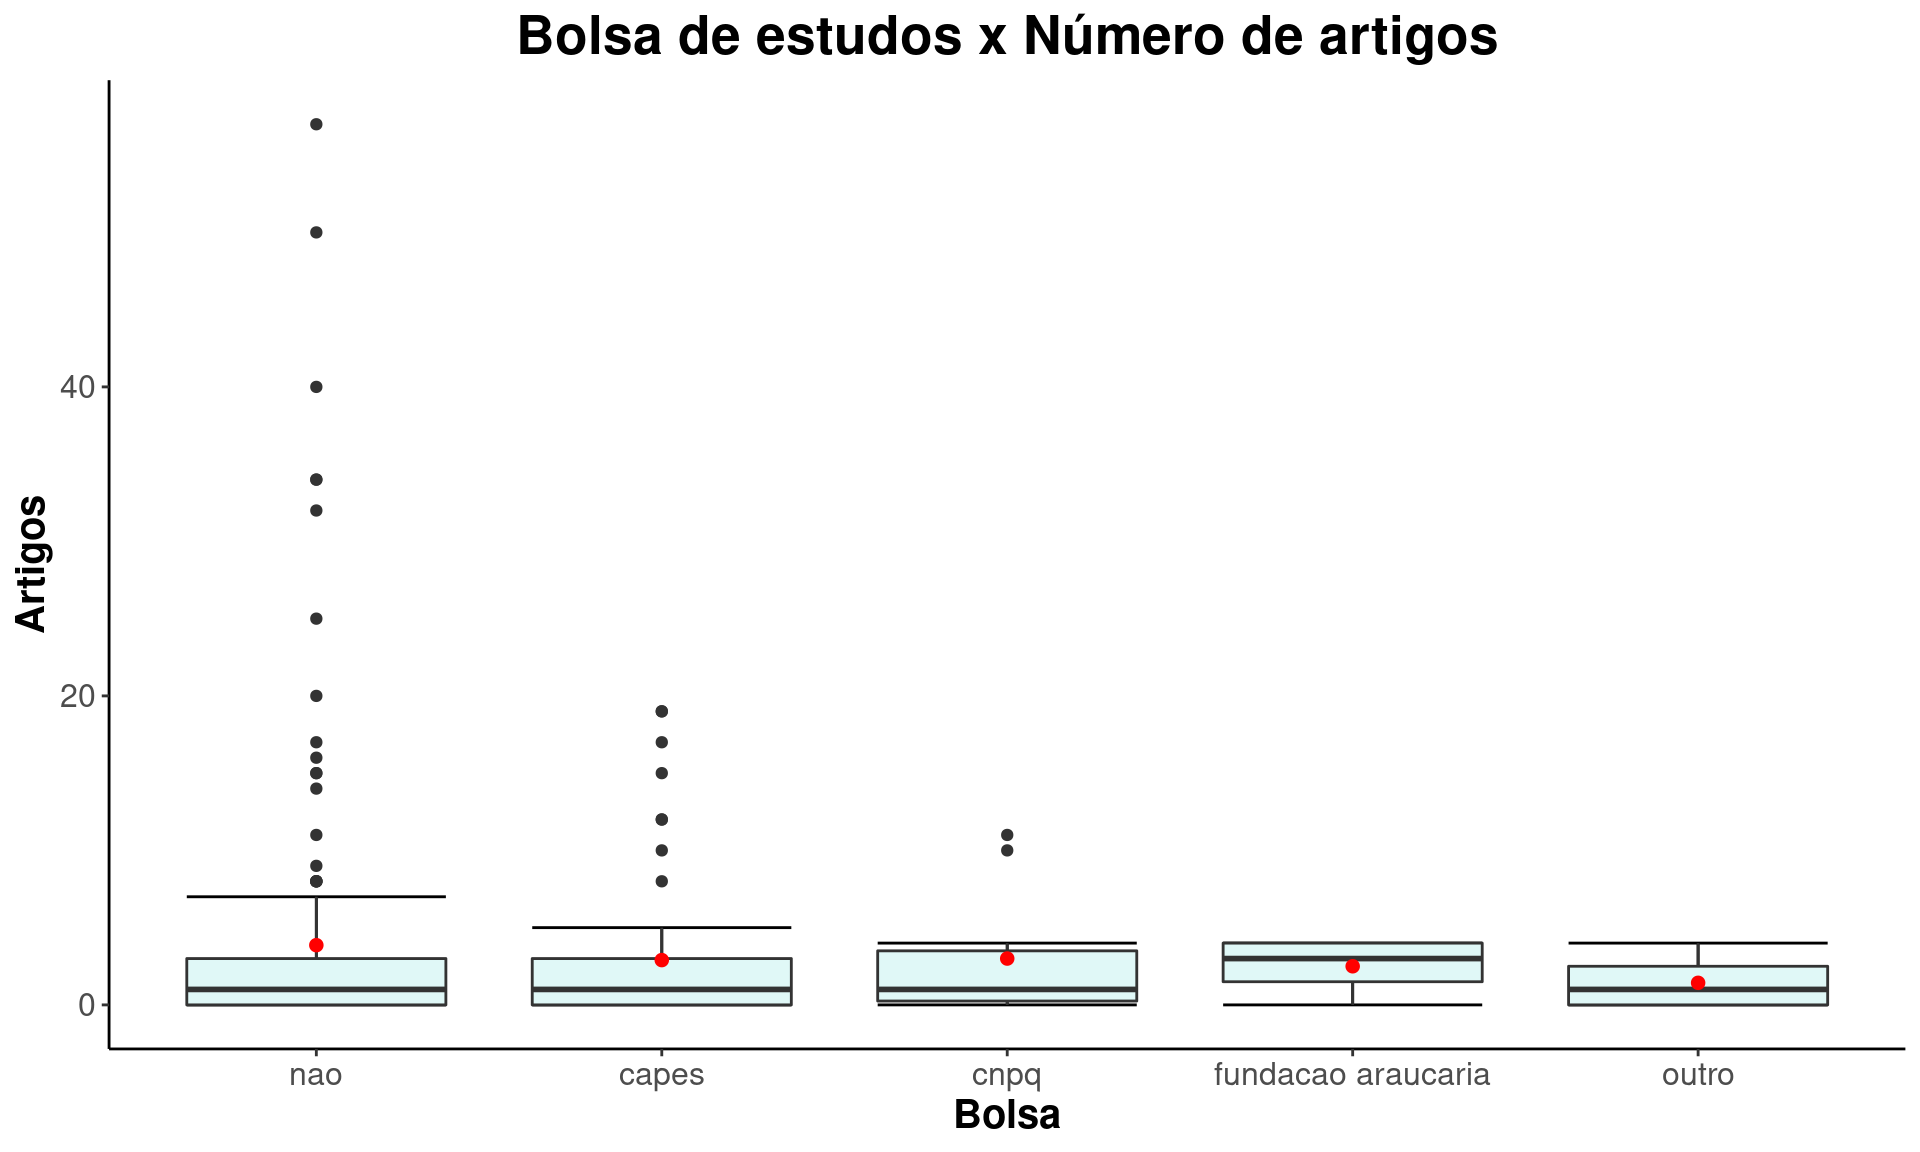 Bolsa de estudos x Número de artigos
Artigos
40
20
0
nao capes cnpq fundacao araucaria outro
Bolsa